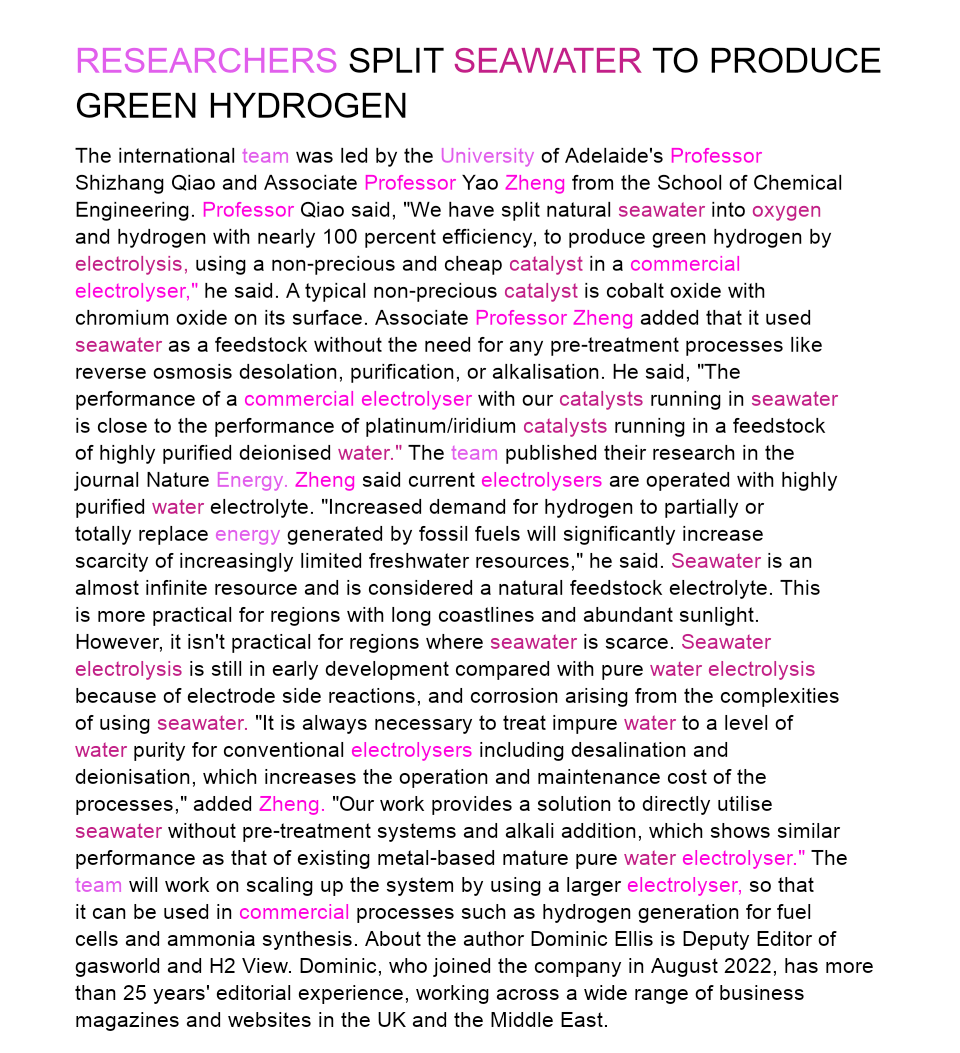 RESEARCHERS SPLIT SEAWATER TO PRODUCE
GREEN HYDROGEN
The international team was led by the University of Adelaide's Professor
Shizhang Qiao and Associate Professor Yao Zheng from the School of Chemical
Engineering. Professor Qiao said, "We have split natural seawater into oxygen
and hydrogen with nearly 100 percent efficiency, to produce green hydrogen by
electrolysis, using a non-precious and cheap catalyst in a commercial
electrolyser," he said. A typical non-precious catalyst is cobalt oxide with
chromium oxide on its surface. Associate Professor Zheng added that it used
seawater as a feedstock without the need for any pre-treatment processes like
reverse osmosis desolation, purification, or alkalisation. He said, "The
performance of a commercial electrolyser with our catalysts running in seawater
is close to the performance of platinum/iridium catalysts running in a feedstock
of highly purified deionised water." The team published their research in the
journal Nature Energy. Zheng said current electrolysers are operated with highly
purified water electrolyte. "Increased demand for hydrogen to partially or
totally replace energy generated by fossil fuels will significantly increase
scarcity of increasingly limited freshwater resources," he said. Seawater is an
almost infinite resource and is considered a natural feedstock electrolyte. This
is more practical for regions with long coastlines and abundant sunlight.
However, it isn't practical for regions where seawater is scarce. Seawater
electrolysis is still in early development compared with pure water electrolysis
because of electrode side reactions, and corrosion arising from the complexities
of using seawater. "It is always necessary to treat impure water to a level of
water purity for conventional electrolysers including desalination and
deionisation, which increases the operation and maintenance cost of the
processes," added Zheng. "Our work provides a solution to directly utilise
seawater without pre-treatment systems and alkali addition, which shows similar
performance as that of existing metal-based mature pure water electrolyser." The
team will work on scaling up the system by using a larger electrolyser, so that
it can be used in commercial processes such as hydrogen generation for fuel
cells and ammonia synthesis. About the author Dominic Ellis is Deputy Editor of
gasworld and H2 View. Dominic, who joined the company in August 2022, has more
than 25 years' editorial experience, working across a wide range of business
magazines and websites in the UK and the Middle East.